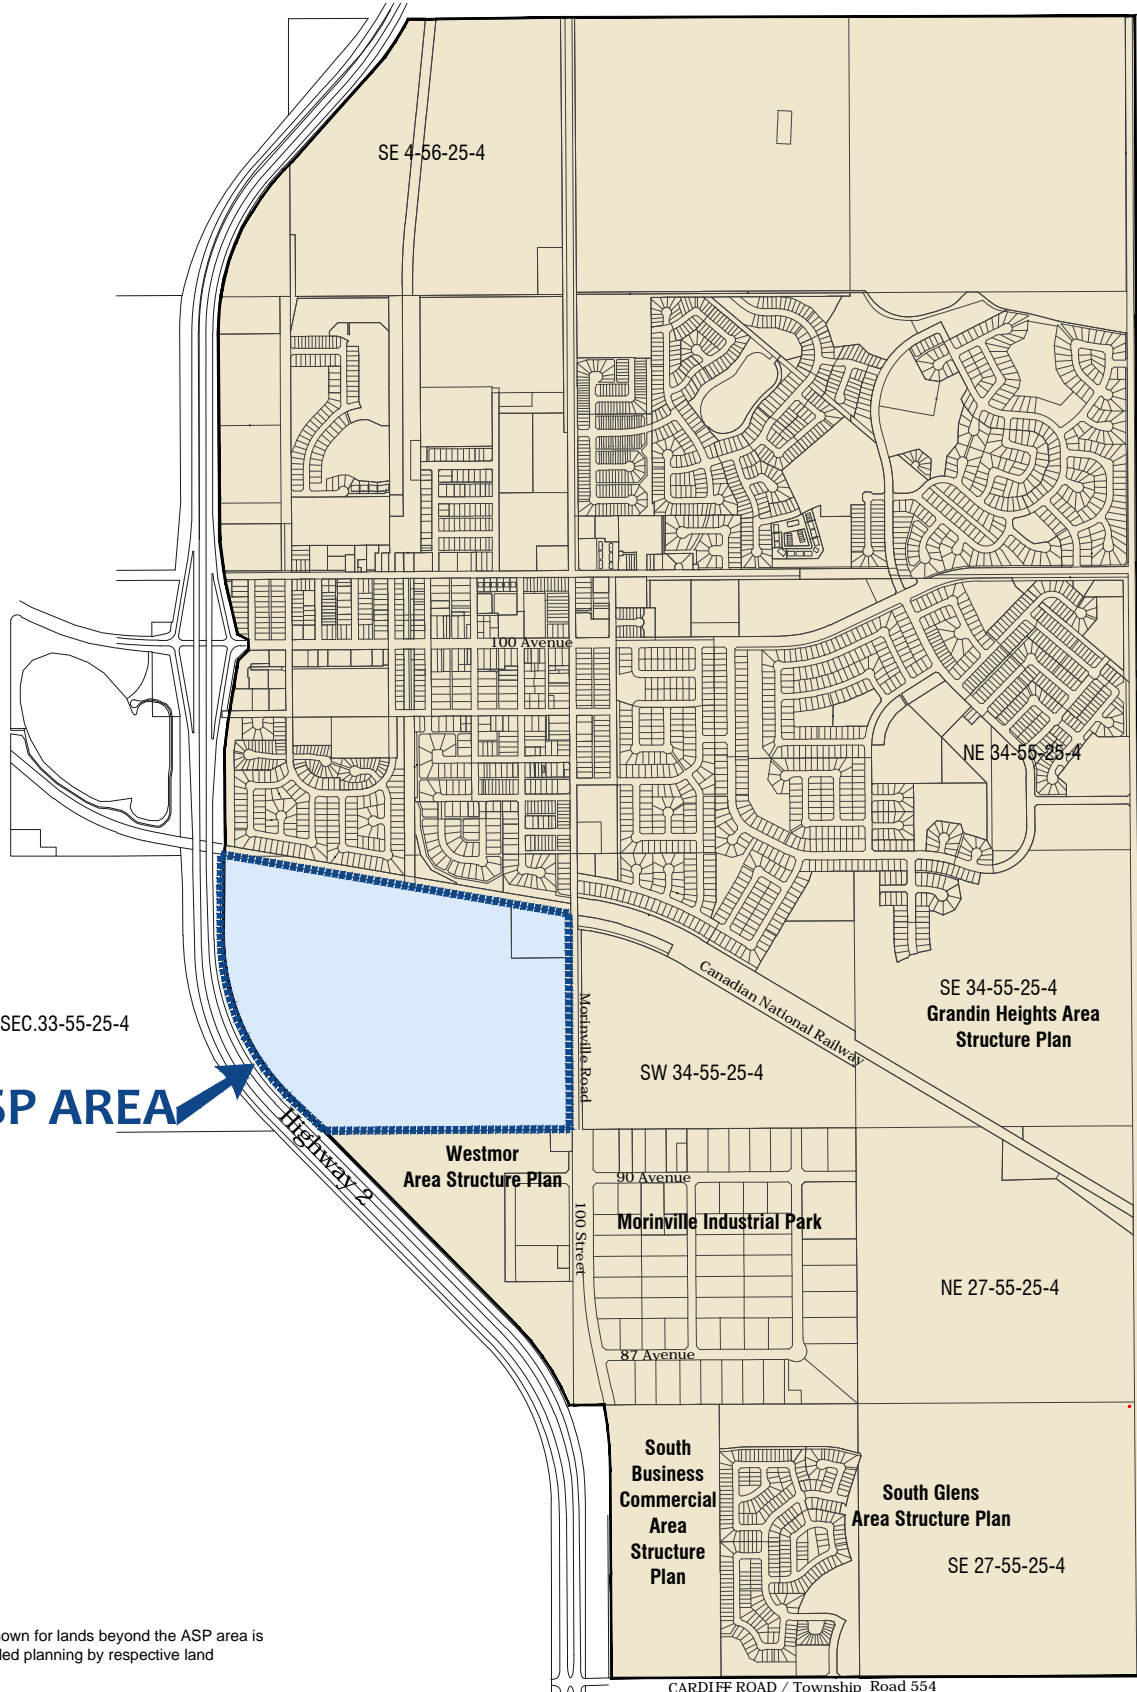 SE 4-56-25-4
100 Avenue
NE 34-55-25-4
SE 34-55-25-4
Grandin Heights Area
Structure Plan
Canadian National Railway
SEC.33-55-25-4
Morinville Road
SW 34-55-25-4
SP AREA
Highway 2
Westmor
Area Structure Plan
90 Avenue
100 Street
Morinville Industrial Park
NE 27-55-25-4
87 Avenue
South
Business
Commercial
Area
Structure
Plan
South Glens
Area Structure Plan
SE 27-55-25-4
own for lands beyond the ASP area is
led planning by respective land
CARDIFF ROAD / Township Road 554